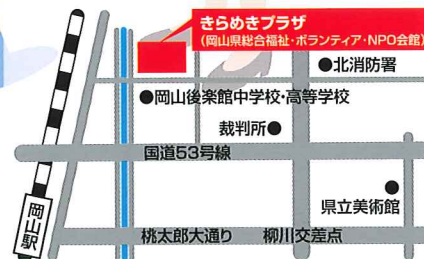 きらめきプラザ
(岡山県総合福祉・ボランティア・NPO会館)
●北消防署
●岡山後楽館中学校・高等学校
裁判所●
国道53号線
県立美術館
岡山駅
桃太郎大通り 柳川交差点